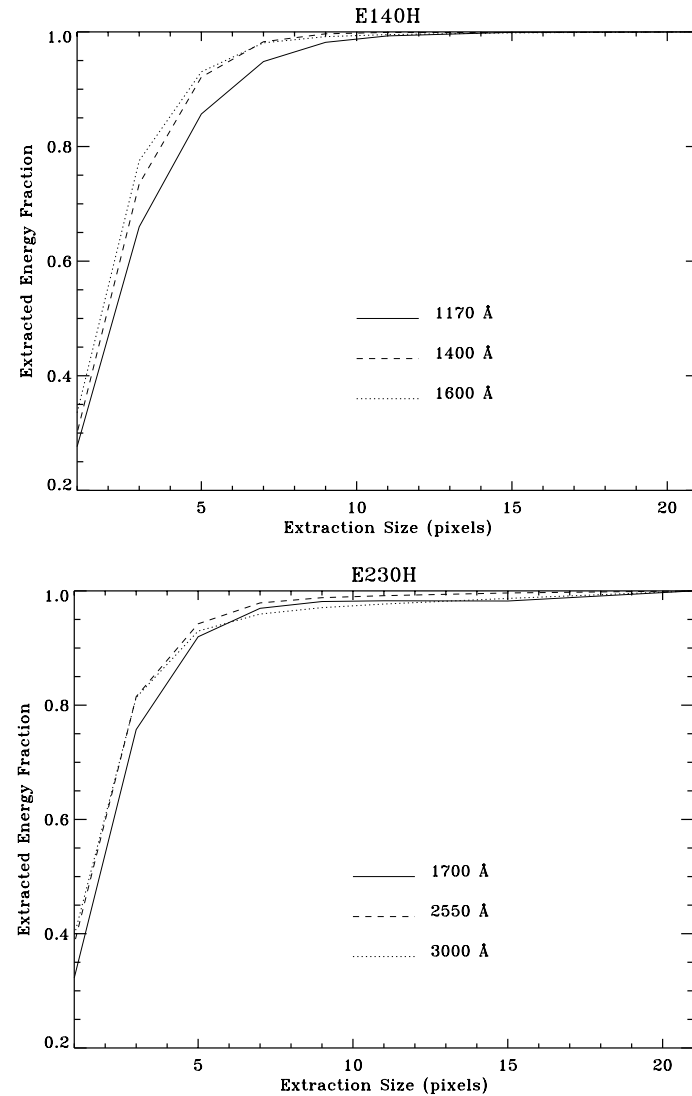 E140H
1.0
0.8
0.6
0.4
0.2
Extracted Energy Fraction
1170 Å
1400 Å
1600 Å
5 10 15 20
Extraction Size (pixels)
E230H
1.0
0.8
0.6
0.4
0.2
Extracted Energy Fraction
1700 Å
2550 Å
3000 Å
5 10 15 20
Extraction Size (pixels)